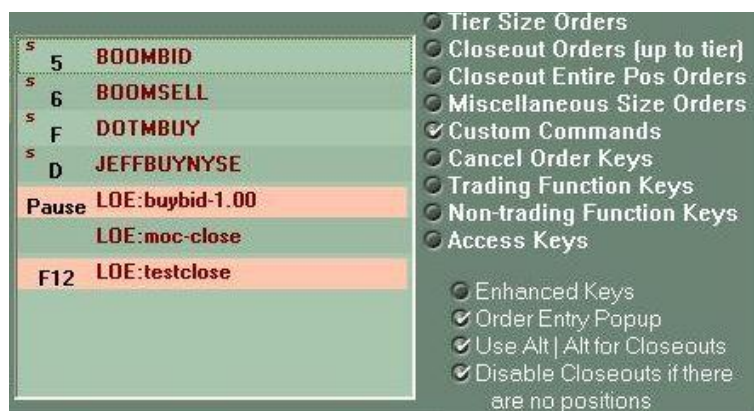 s 5 BOOMBID
s 6 BOOMSELL
s F DOTMBUY
s D JEFFBUYNYSE
Pause LOE:buybid-1.00
LOE:moc-close
F12 LOE:testclose
Tier Size Orders
Closeout Orders (up to tier)
Closeout Entire Pos Orders
Miscellaneous Size Orders
Custom Commands
Cancel Order Keys
Trading Function Keys
Non-trading Function Keys
Access Keys
Enhanced Keys
Order Entry Popup
Use Alt | Alt for Closeouts
Disable Closeouts if there
are no positions